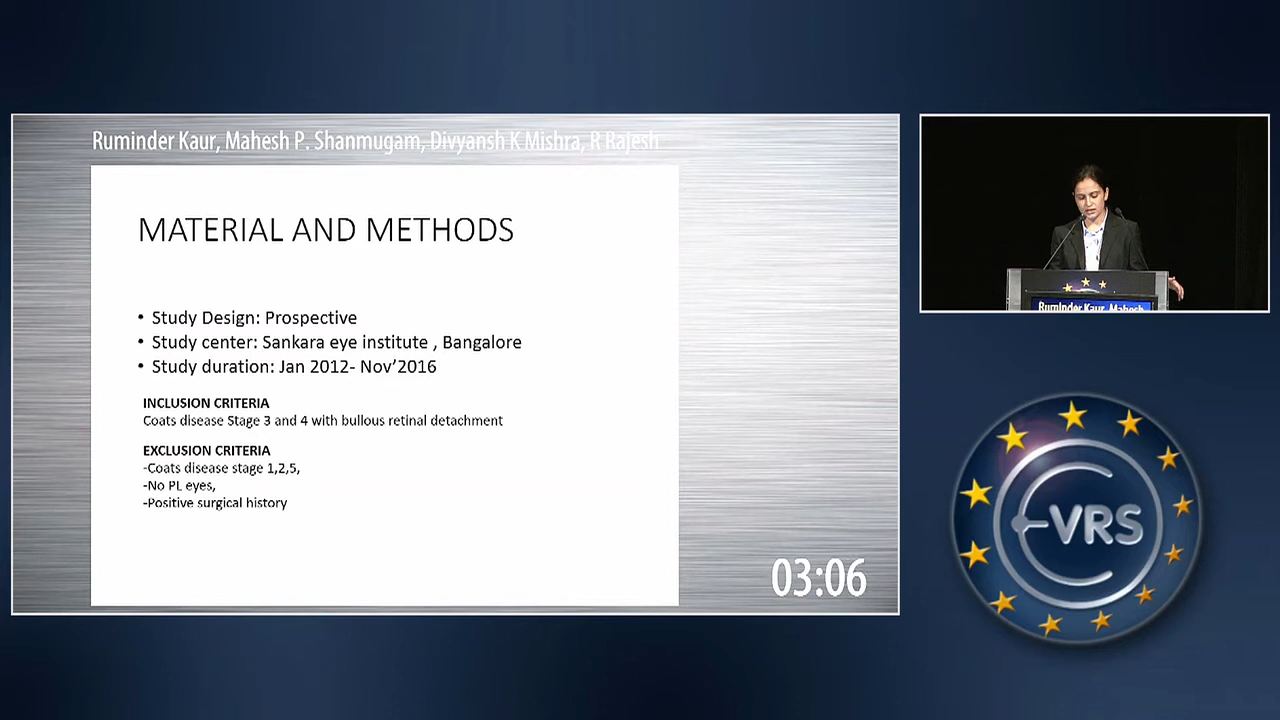 Ruminder Kaur, Mahesh P. Shanmugam, Divyansh K Mishra, R Rajesh
MATERIAL AND METHODS
• Study Design: Prospective
• Study center: Sankara eye institute , Bangalore
• Study duration: Jan 2012- Nov'2016
INCLUSION CRITERIA
Coats disease Stage 3 and 4 with bullous retinal detachment
EXCLUSION CRITERIA
-Coats disease stage 1,2,5,
-No PL eyes,
-Positive surgical history
03:06
Ruminder Kaur, Mahesh
E-VRS